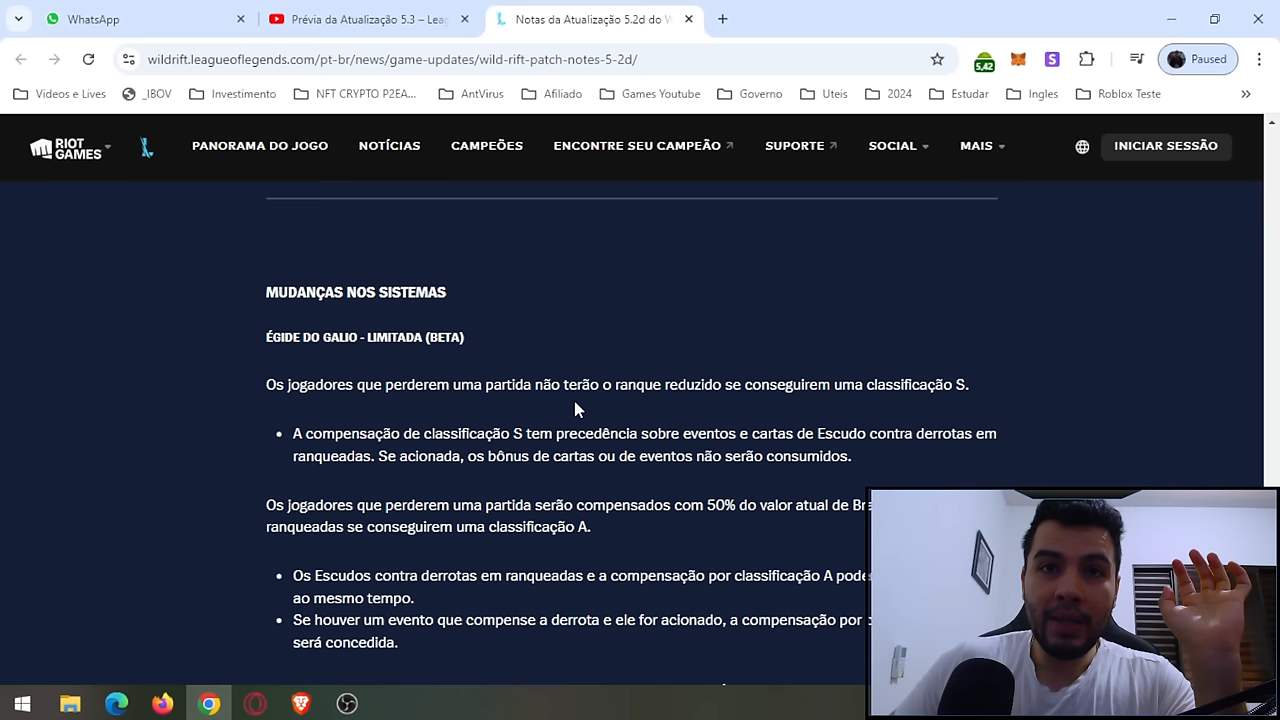 WhatsApp
Prévia da Atualização 5.3 – Lea
Notas da Atualização 5.2d do W
wildrift.leagueoflegends.com/pt-br/news/game-updates/wild-rift-patch-notes-5-2d/
5,42
S
Paused
Videos e Lives
_IBOV
Investimento
NFT CRYPTO P2EA...
AntVirus
Afiliado
Games Youtube
Governo
Uteis
2024
Estudar
Ingles
Roblox Teste
RIOT
GAMES
PANORAMA DO JOGO
NOTÍCIAS
CAMPEÕES
ENCONTRE SEU CAMPEÃO
SUPORTE
SOCIAL
MAIS
INICIAR SESSÃO
MUDANÇAS NOS SISTEMAS
ÉGIDE DO GALIO - LIMITADA (BETA)
Os jogadores que perderem uma partida não terão o ranque reduzido se conseguirem uma classificação S.
• A compensação de classificação S tem precedência sobre eventos e cartas de Escudo contra derrotas em
ranqueadas. Se acionada, os bônus de cartas ou de eventos não serão consumidos.
Os jogadores que perderem uma partida serão compensados com 50% do valor atual de Br
ranqueadas se conseguirem uma classificação A.
• Os Escudos contra derrotas em ranqueadas e a compensação por classificação A pode
ao mesmo tempo.
• Se houver um evento que compense a derrota e ele for acionado, a compensação por
será concedida.